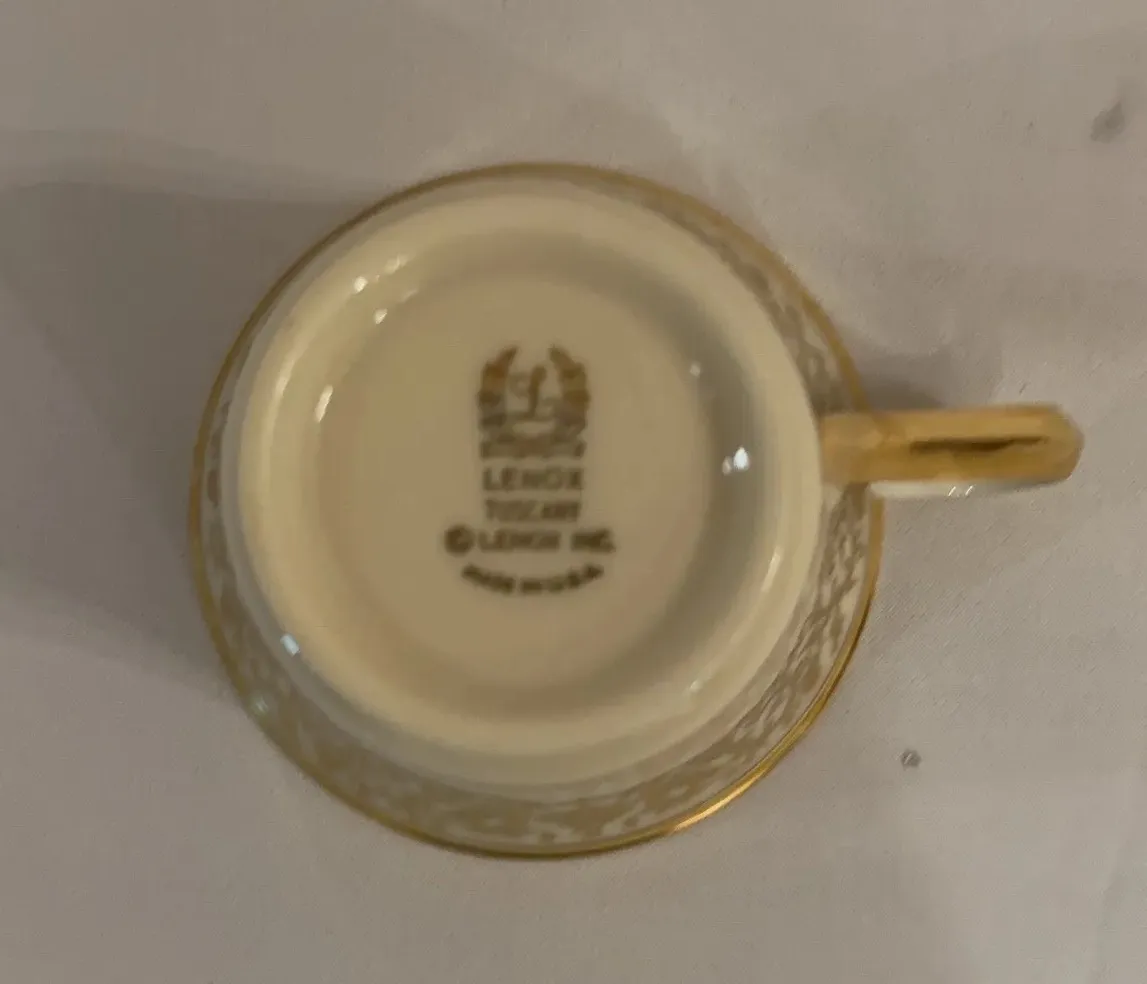 L
LENOX
TUSCANY
© LENOX INC.
MADE IN U.S.A.